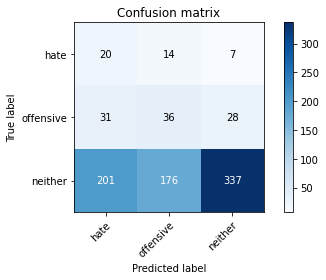 Confusion matrix
True label
hate 20 14 7
offensive 31 36 28
neither 201 176 337
hate offensive neither
Predicted label
300
250
200
150
100
50